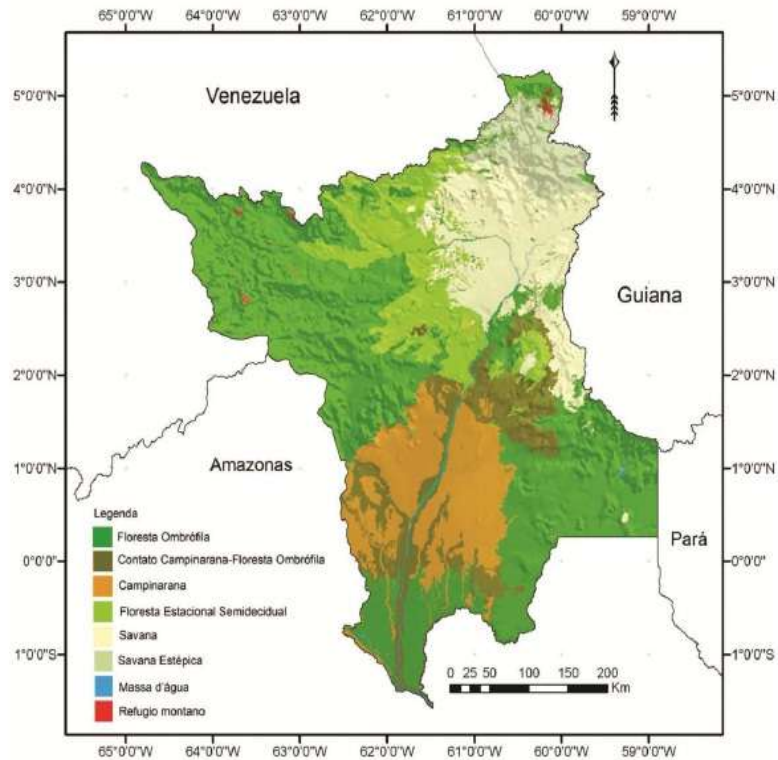 65°0'0"W 64°0'0"W 63°0'0"W 62°0'0"W 61°0'0"W 60°0'0"W 59°0'0"W
5°0'0"N 5°0'0"N
4°0'0"N 4°0'0"N
3°0'0"N 3°0'0"N
2°0'0"N 2°0'0"N
1°0'0"N 1°0'0"N
0°0'0"N 0°0'0"N
1°0'0"S 1°0'0"S
Venezuela
Guiana
Amazonas
Pará
Legenda
Floresta Ombrófila
Contato Campinarana-Floresta Ombrófila
Campinarana
Floresta Estacional Semidecidual
Savana
Savana Estépica
Massa d'água
Refugio montano
0 25 50 100 150 200
Km
65°0'0"W 64°0'0"W 63°0'0"W 62°0'0"W 61°0'0"W 60°0'0"W 59°0'0"W